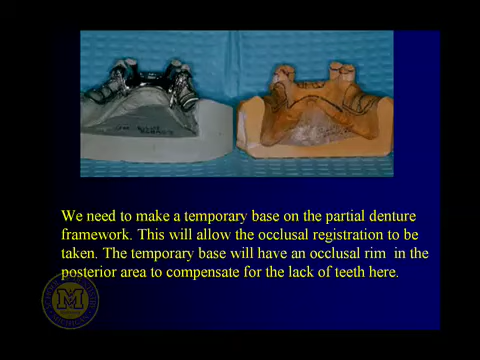 We need to make a temporary base on the partial denture
framework. This will allow the occlusal registration to be
taken. The temporary base will have an occlusal rim in the
posterior area to compensate for the lack of teeth here.